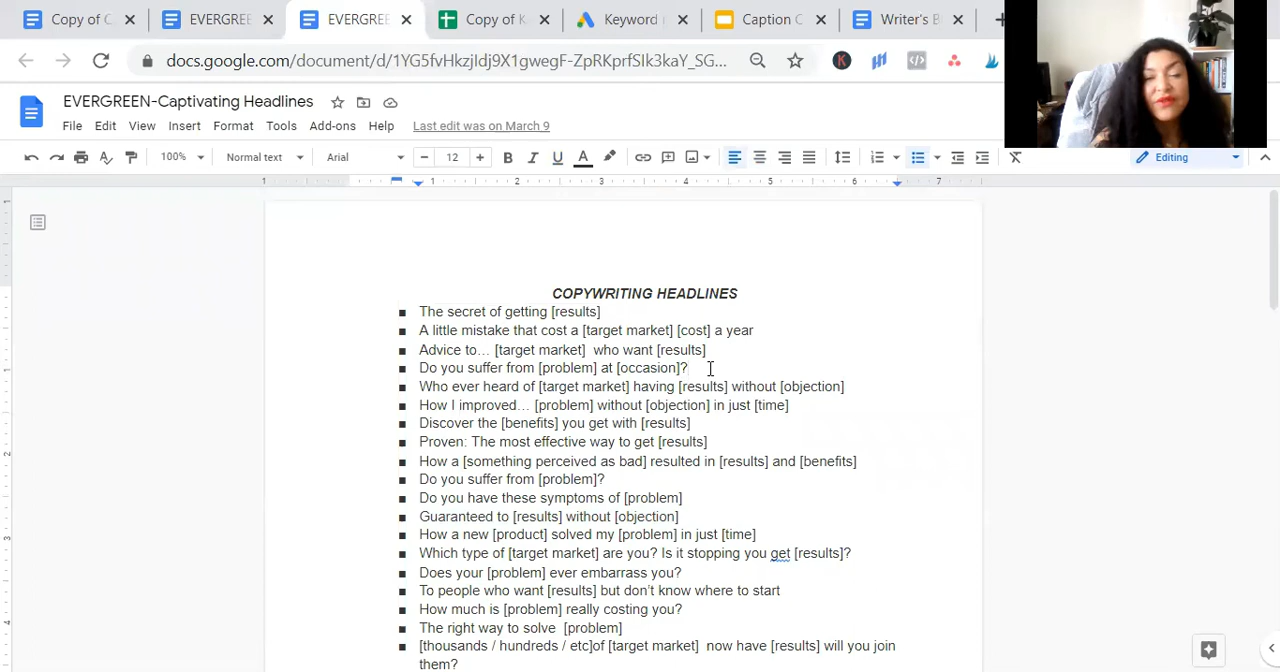 Copy of C
EVERGREE
EVERGREE
Copy of K
Keyword
Caption C
Writer's B
docs.google.com/document/d/1YG5fvHkzjIdj9X1gwegF-ZpRKprfSIk3kaY_SG...
EVERGREEN-Captivating Headlines
File Edit View Insert Format Tools Add-ons Help Last edit was on March 9
100% Normal text Arial 12 B I U A Editing
1 1 2 3 4 5 6 7
COPYWRITING HEADLINES
■ The secret of getting [results]
■ A little mistake that cost a [target market] [cost] a year
■ Advice to… [target market] who want [results]
■ Do you suffer from [problem] at [occasion]?
■ Who ever heard of [target market] having [results] without [objection]
■ How I improved… [problem] without [objection] in just [time]
■ Discover the [benefits] you get with [results]
■ Proven: The most effective way to get [results]
■ How a [something perceived as bad] resulted in [results] and [benefits]
■ Do you suffer from [problem]?
■ Do you have these symptoms of [problem]
■ Guaranteed to [results] without [objection]
■ How a new [product] solved my [problem] in just [time]
■ Which type of [target market] are you? Is it stopping you get [results]?
■ Does your [problem] ever embarrass you?
■ To people who want [results] but don't know where to start
■ How much is [problem] really costing you?
■ The right way to solve [problem]
■ [thousands / hundreds / etc]of [target market] now have [results] will you join
them?